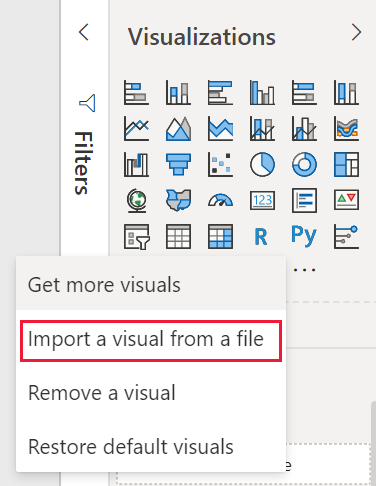 Visualizations
Filters
123
R
Py
...
Get more visuals
Import a visual from a file
Remove a visual
Restore default visuals
e